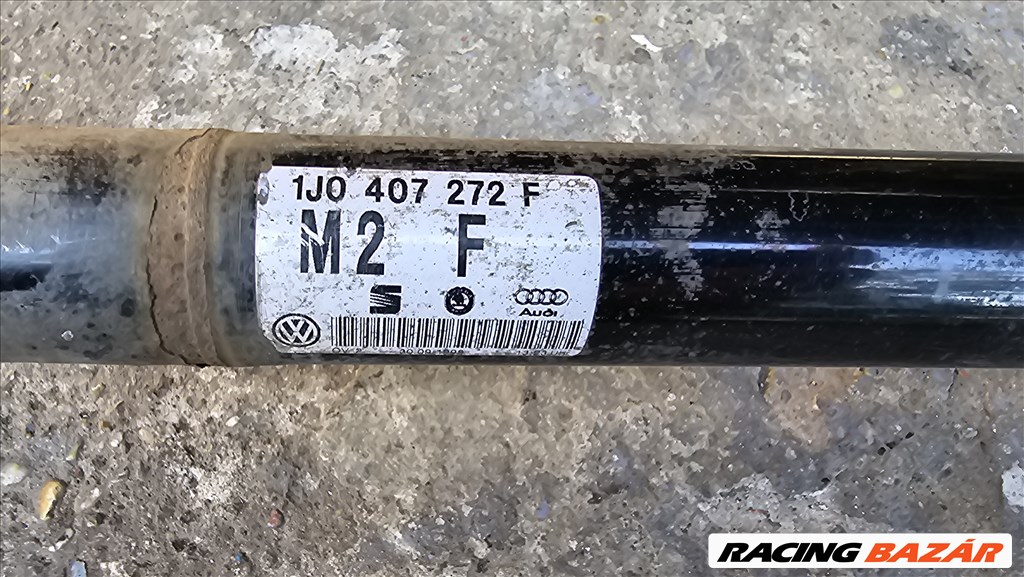 1J0 407 272 F
M2 F
Audi
RACING BAZÁR